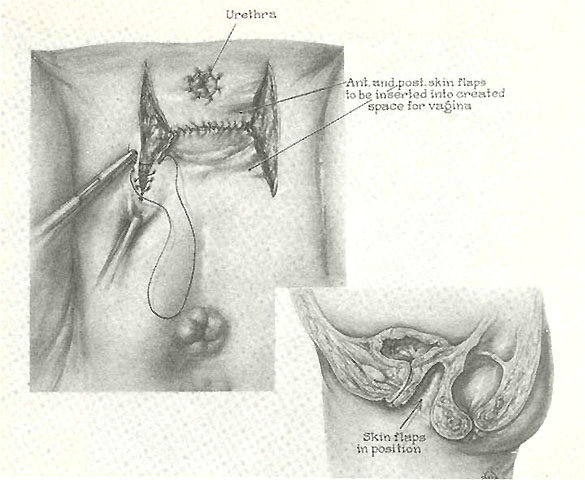 Urethra
Ant. and post. skin flaps
to be inserted into created
space for vagina
Skin flaps
in position